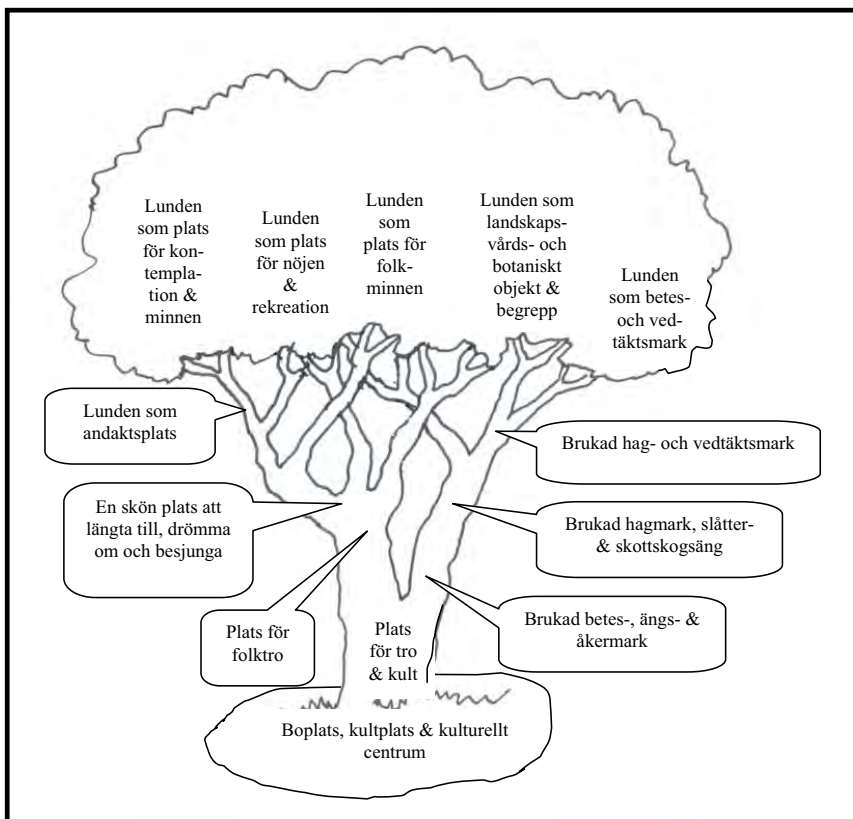 Lunden
som plats
för kon-
templa-
tion &
minnen
Lunden
som plats
för nöjen
&
rekreation
Lunden
som
plats för
folk-
minnen
Lunden som
landskaps-
vårds- och
botaniskt
objekt &
begrepp
Lunden
som betes-
och ved-
täktsmark
Lunden som
andaktsplats
Brukad hag- och vedtäktsmark
En skön plats att
längta till, drömma
om och besjunga
Brukad hagmark, slåtter-
& skottskogsäng
Plats för
folktro
Plats
för tro
& kult
Brukad betes-, ängs- &
åkermark
Boplats, kultplats & kulturellt
centrum